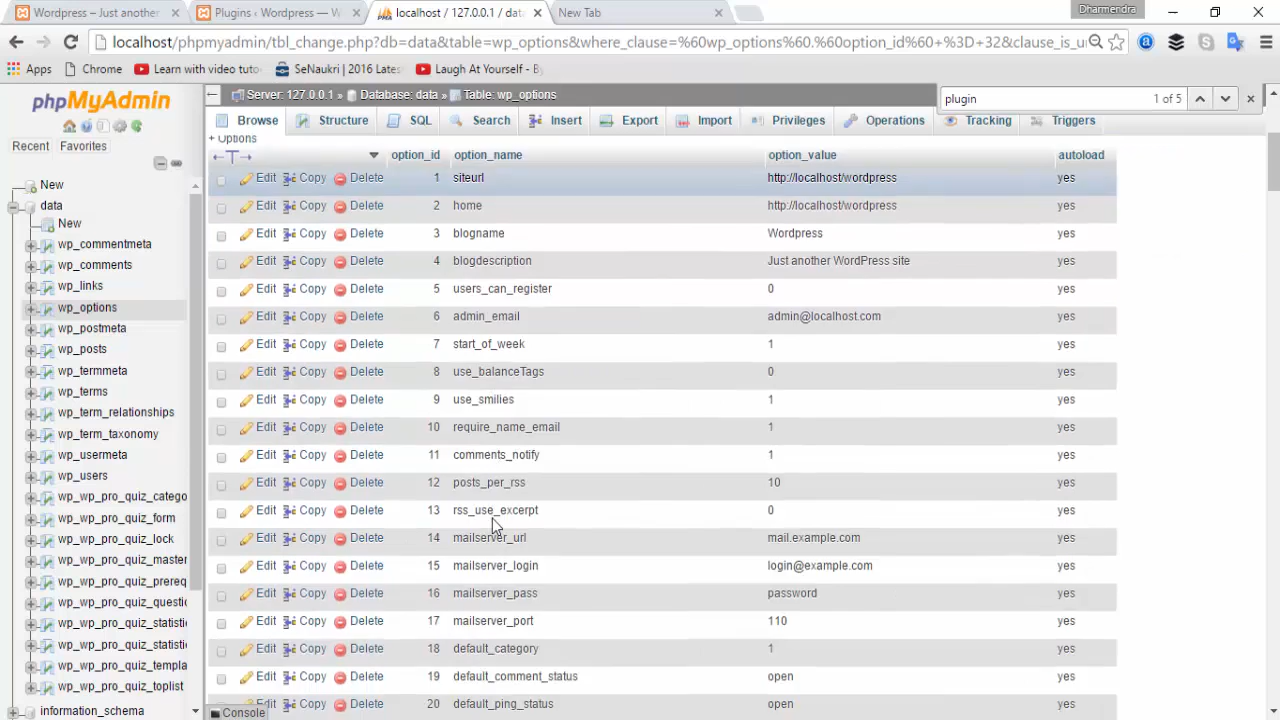 Wordpress – Just another
Plugins ‹ Wordpress — W
localhost / 127.0.0.1 / data
New Tab
Dharmendra
localhost/phpmyadmin/tbl_change.php?db=data&table=wp_options&where_clause=%60wp_options%60.%60option_id%60+%3D+32&clause_is_u
Apps
Chrome
Learn with video tuto
SeNaukri | 2016 Lates
Laugh At Yourself - By
phpMyAdmin
Server: 127.0.0.1 » Database: data » Table: wp_options
plugin 1 of 5
Browse Structure SQL Search Insert Export Import Privileges Operations Tracking Triggers
Recent Favorites
+ Options
option_id option_name option_value autoload
Edit Copy Delete 1 siteurl http://localhost/wordpress yes
Edit Copy Delete 2 home http://localhost/wordpress yes
Edit Copy Delete 3 blogname Wordpress yes
Edit Copy Delete 4 blogdescription Just another WordPress site yes
Edit Copy Delete 5 users_can_register 0 yes
Edit Copy Delete 6 admin_email admin@localhost.com yes
Edit Copy Delete 7 start_of_week 1 yes
Edit Copy Delete 8 use_balanceTags 0 yes
Edit Copy Delete 9 use_smilies 1 yes
Edit Copy Delete 10 require_name_email 1 yes
Edit Copy Delete 11 comments_notify 1 yes
Edit Copy Delete 12 posts_per_rss 10 yes
Edit Copy Delete 13 rss_use_excerpt 0 yes
Edit Copy Delete 14 mailserver_url mail.example.com yes
Edit Copy Delete 15 mailserver_login login@example.com yes
Edit Copy Delete 16 mailserver_pass password yes
Edit Copy Delete 17 mailserver_port 110 yes
Edit Copy Delete 18 default_category 1 yes
Edit Copy Delete 19 default_comment_status open yes
Edit Copy Delete 20 default_ping_status open yes
New
data
New
wp_commentmeta
wp_comments
wp_links
wp_options
wp_postmeta
wp_posts
wp_termmeta
wp_terms
wp_term_relationships
wp_term_taxonomy
wp_usermeta
wp_users
wp_wp_pro_quiz_catego
wp_wp_pro_quiz_form
wp_wp_pro_quiz_lock
wp_wp_pro_quiz_master
wp_wp_pro_quiz_prereq
wp_wp_pro_quiz_questi
wp_wp_pro_quiz_statisti
wp_wp_pro_quiz_statisti
wp_wp_pro_quiz_templa
wp_wp_pro_quiz_toplist
information_schema
Console